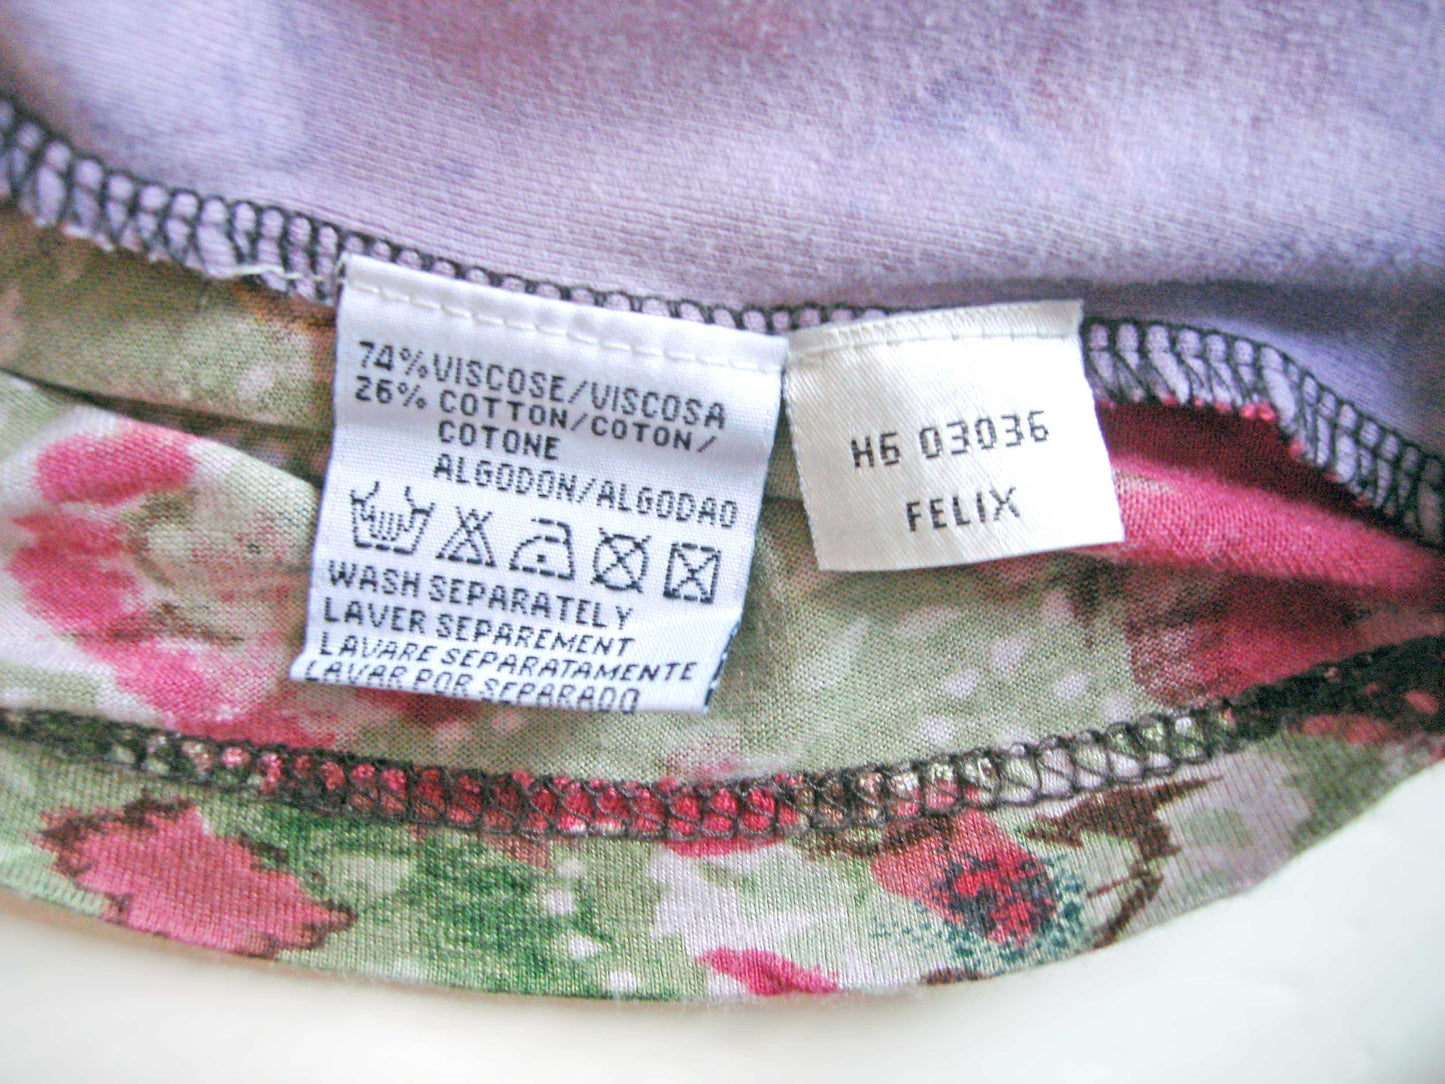 74% VISCOSE/VISCOSA
26% COTTON/COTON/
COTONE
ALGODON/ALGODAO
WASH SEPARATELY
LAVER SEPAREMENT
LAVARE SEPARATAMENTE
LAVAR POR SEPARADO
H6 03036
FELIX